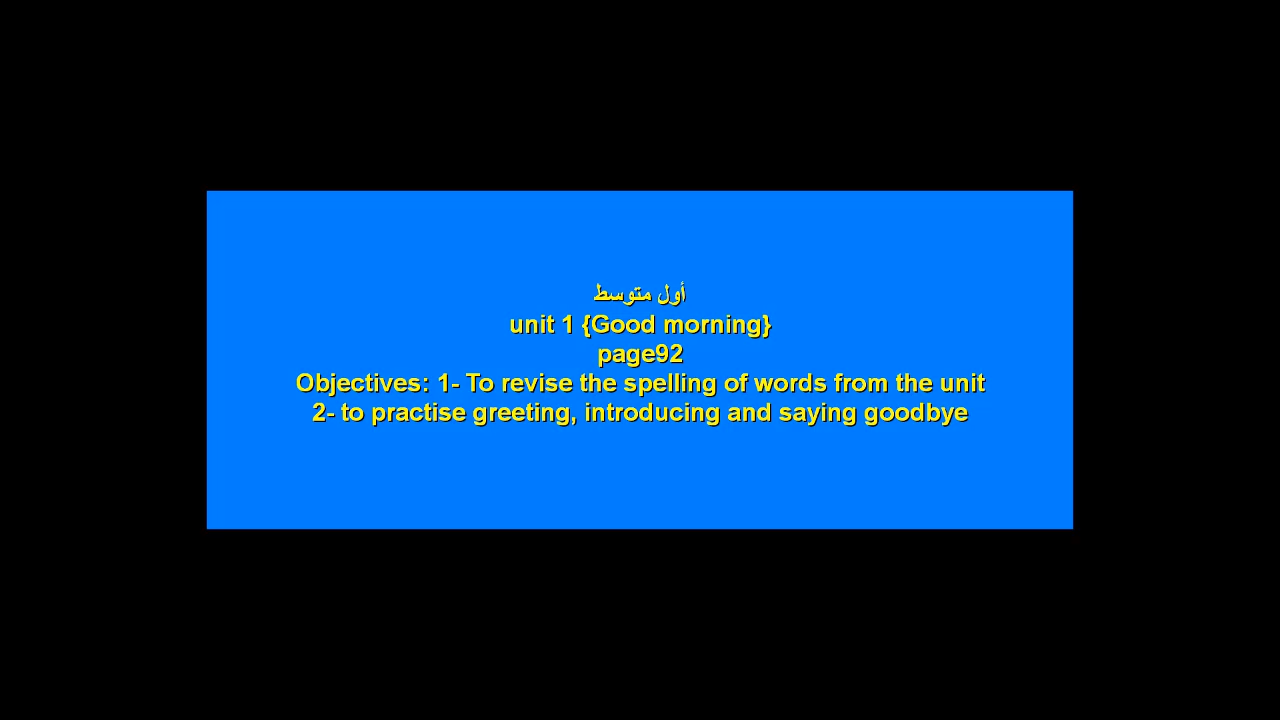 أول متوسط
unit 1 {Good morning}
page92
Objectives: 1- To revise the spelling of words from the unit
2- to practise greeting, introducing and saying goodbye